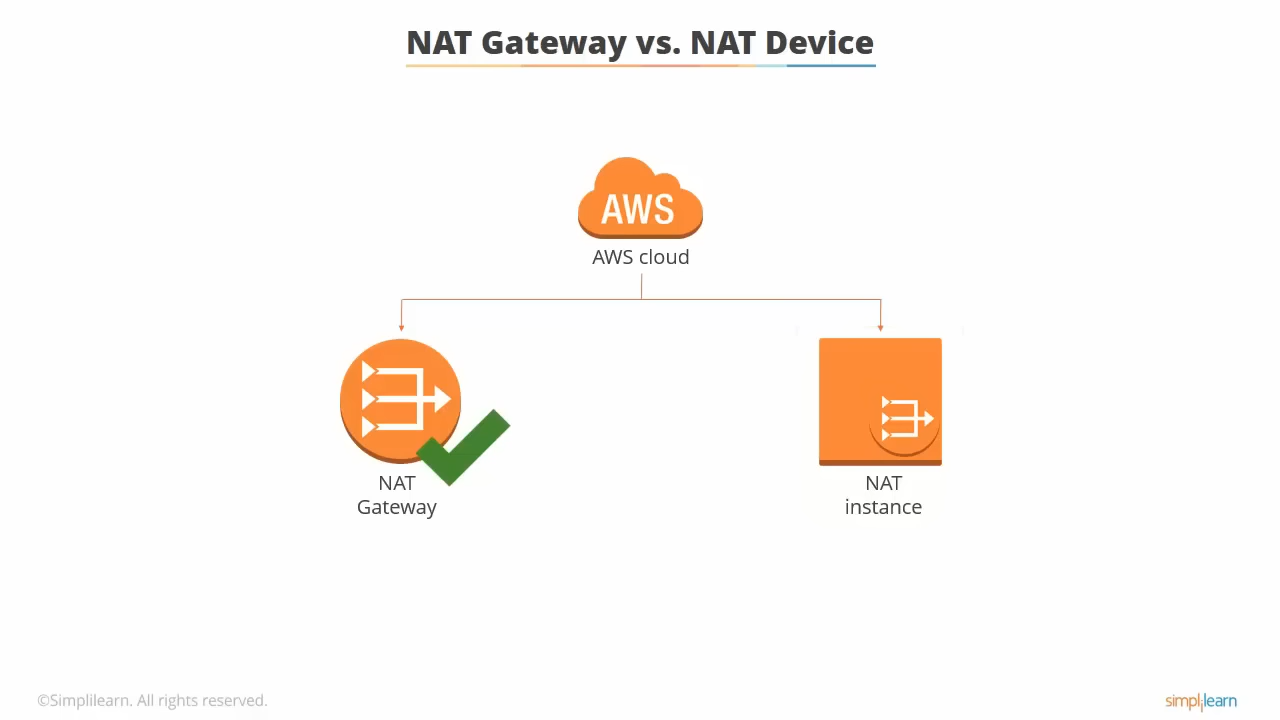 NAT Gateway vs. NAT Device
AWS
AWS cloud
NAT
Gateway
NAT
instance
©Simplilearn. All rights reserved.
simplilearn